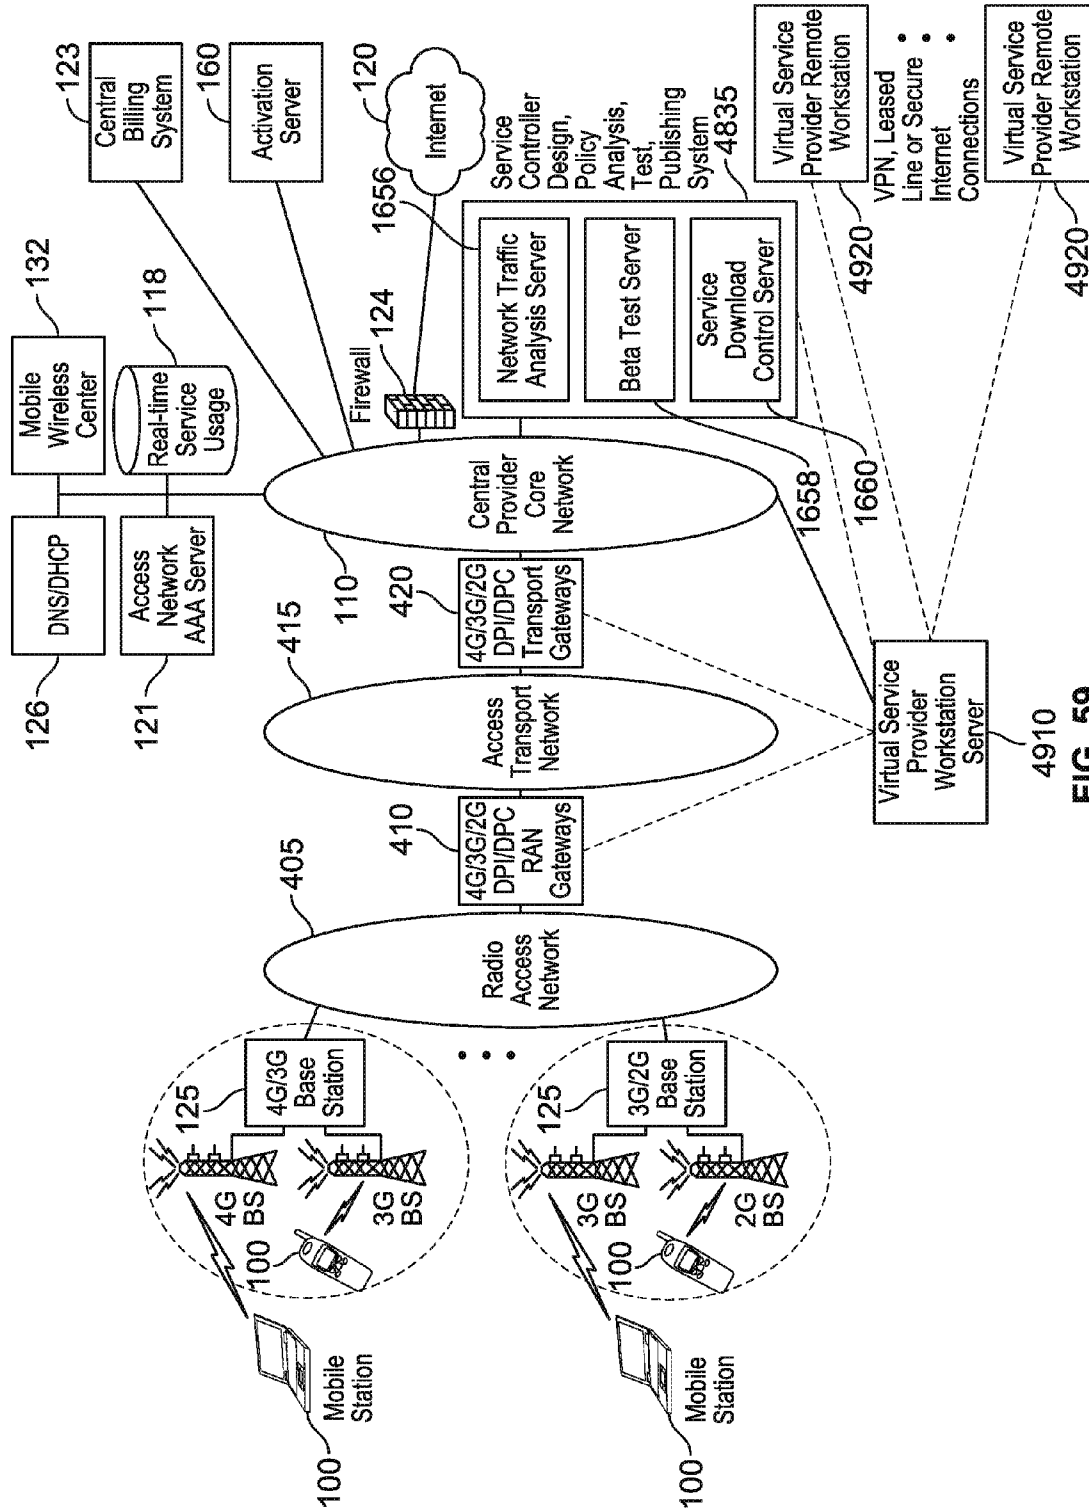 Mobile
Station
100
100
4G
BS
3G
BS
125
4G/3G
Base
Station
Mobile
Station
100
100
3G
BS
2G
BS
125
3G/2G
Base
Station
405
Radio
Access
Network
410
4G/3G/2G
DPI/DPC
RAN
Gateways
415
Access
Transport
Network
420
4G/3G/2G
DPI/DPC
Transport
Gateways
110
Central
Provider
Core
Network
126
DNS/DHCP
121
Access
Network
AAA Server
Mobile
Wireless
Center
132
Real-time
Service
Usage
118
Central
Billing
System
123
Activation
Server
160
Firewall
124
Internet
120
Service
Controller
Design,
Policy
Analysis,
Test,
Publishing
System
4835
1656
Network Traffic
Analysis Server
Beta Test Server
1658
Service
Download
Control Server
1660
Virtual Service
Provider
Workstation
Server
4910
Virtual Service
Provider Remote
Workstation
4920
VPN, Leased
Line or Secure
Internet
Connections
Virtual Service
Provider Remote
Workstation
4920
FIG. 59